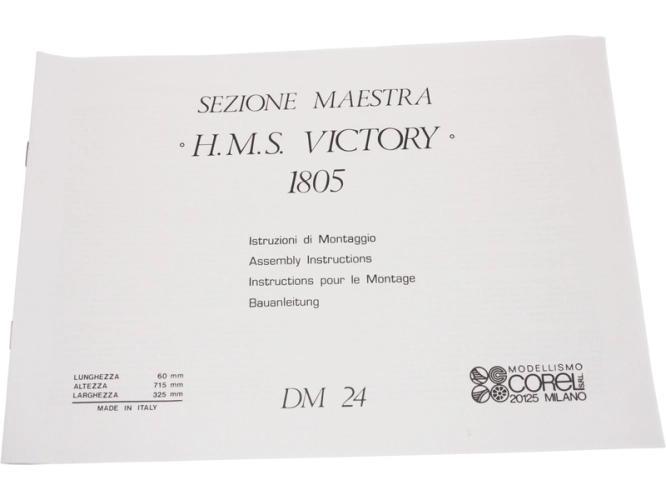 SEZIONE MAESTRA
° H.M.S. VICTORY °
1805
Istruzioni di Montaggio
Assembly Instructions
Instructions pour le Montage
Bauanleitung
LUNGHEZZA 60 mm
ALTEZZA 715 mm
LARGHEZZA 325 mm
MADE IN ITALY
DM 24
MODELLISMO
COREL s.r.l.
20125 MILANO